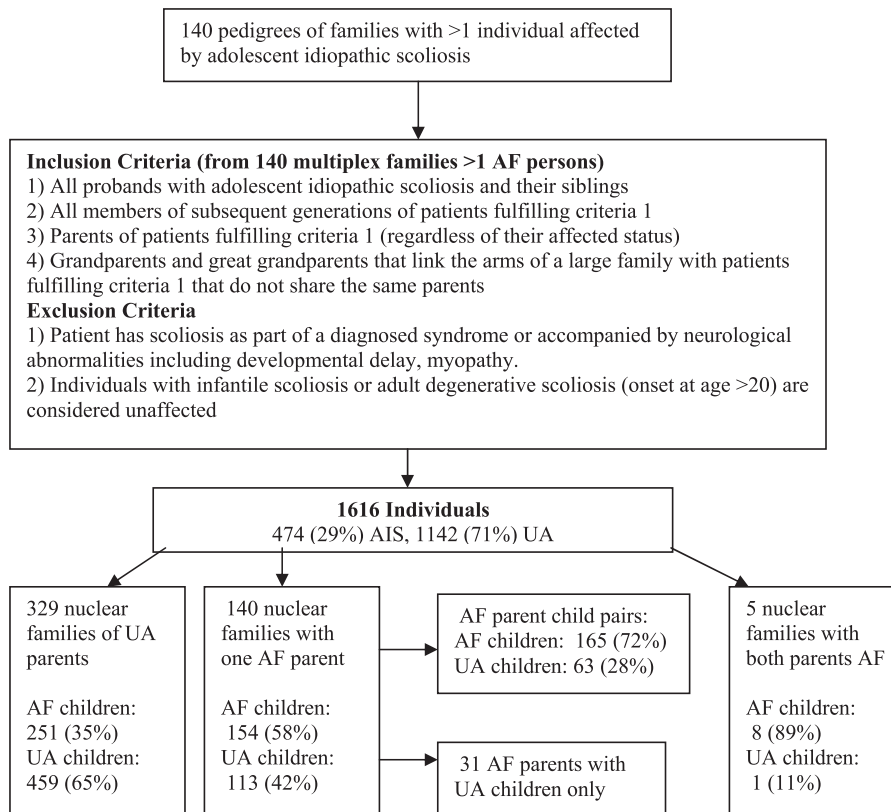 140 pedigrees of families with >1 individual affected
by adolescent idiopathic scoliosis
Inclusion Criteria (from 140 multiplex families >1 AF persons)
1) All probands with adolescent idiopathic scoliosis and their siblings
2) All members of subsequent generations of patients fulfilling criteria 1
3) Parents of patients fulfilling criteria 1 (regardless of their affected status)
4) Grandparents and great grandparents that link the arms of a large family with patients
fulfilling criteria 1 that do not share the same parents
Exclusion Criteria
1) Patient has scoliosis as part of a diagnosed syndrome or accompanied by neurological
abnormalities including developmental delay, myopathy.
2) Individuals with infantile scoliosis or adult degenerative scoliosis (onset at age >20) are
considered unaffected
1616 Individuals
474 (29%) AIS, 1142 (71%) UA
329 nuclear
families of UA
parents
AF children:
251 (35%)
UA children:
459 (65%)
140 nuclear
families with
one AF parent
AF children:
154 (58%)
UA children:
113 (42%)
AF parent child pairs:
AF children: 165 (72%)
UA children: 63 (28%)
31 AF parents with
UA children only
5 nuclear
families with
both parents AF
AF children:
8 (89%)
UA children:
1 (11%)